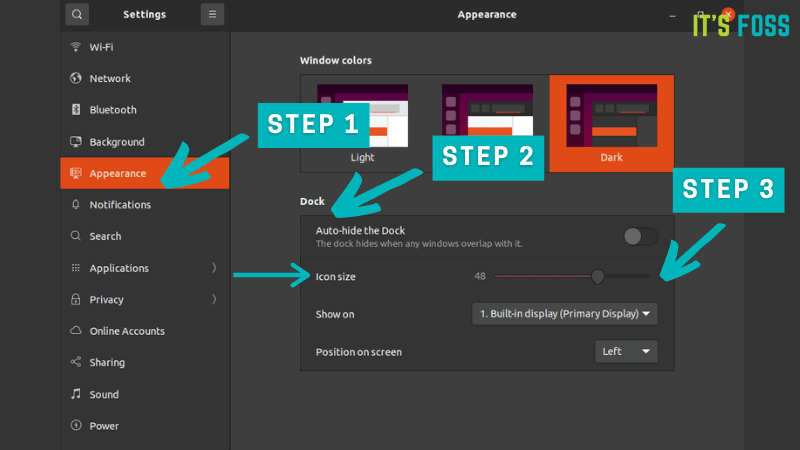 Settings
Appearance
IT'S FOSS
Wi-Fi
Network
Bluetooth
Background
Appearance
Notifications
Search
Applications
Privacy
Online Accounts
Sharing
Sound
Power
STEP 1
Window colors
Light
Dark
STEP 2
STEP 3
Dock
Auto-hide the Dock
The dock hides when any windows overlap with it.
Icon size
48
Show on
1. Built-in display (Primary Display)
Position on screen
Left